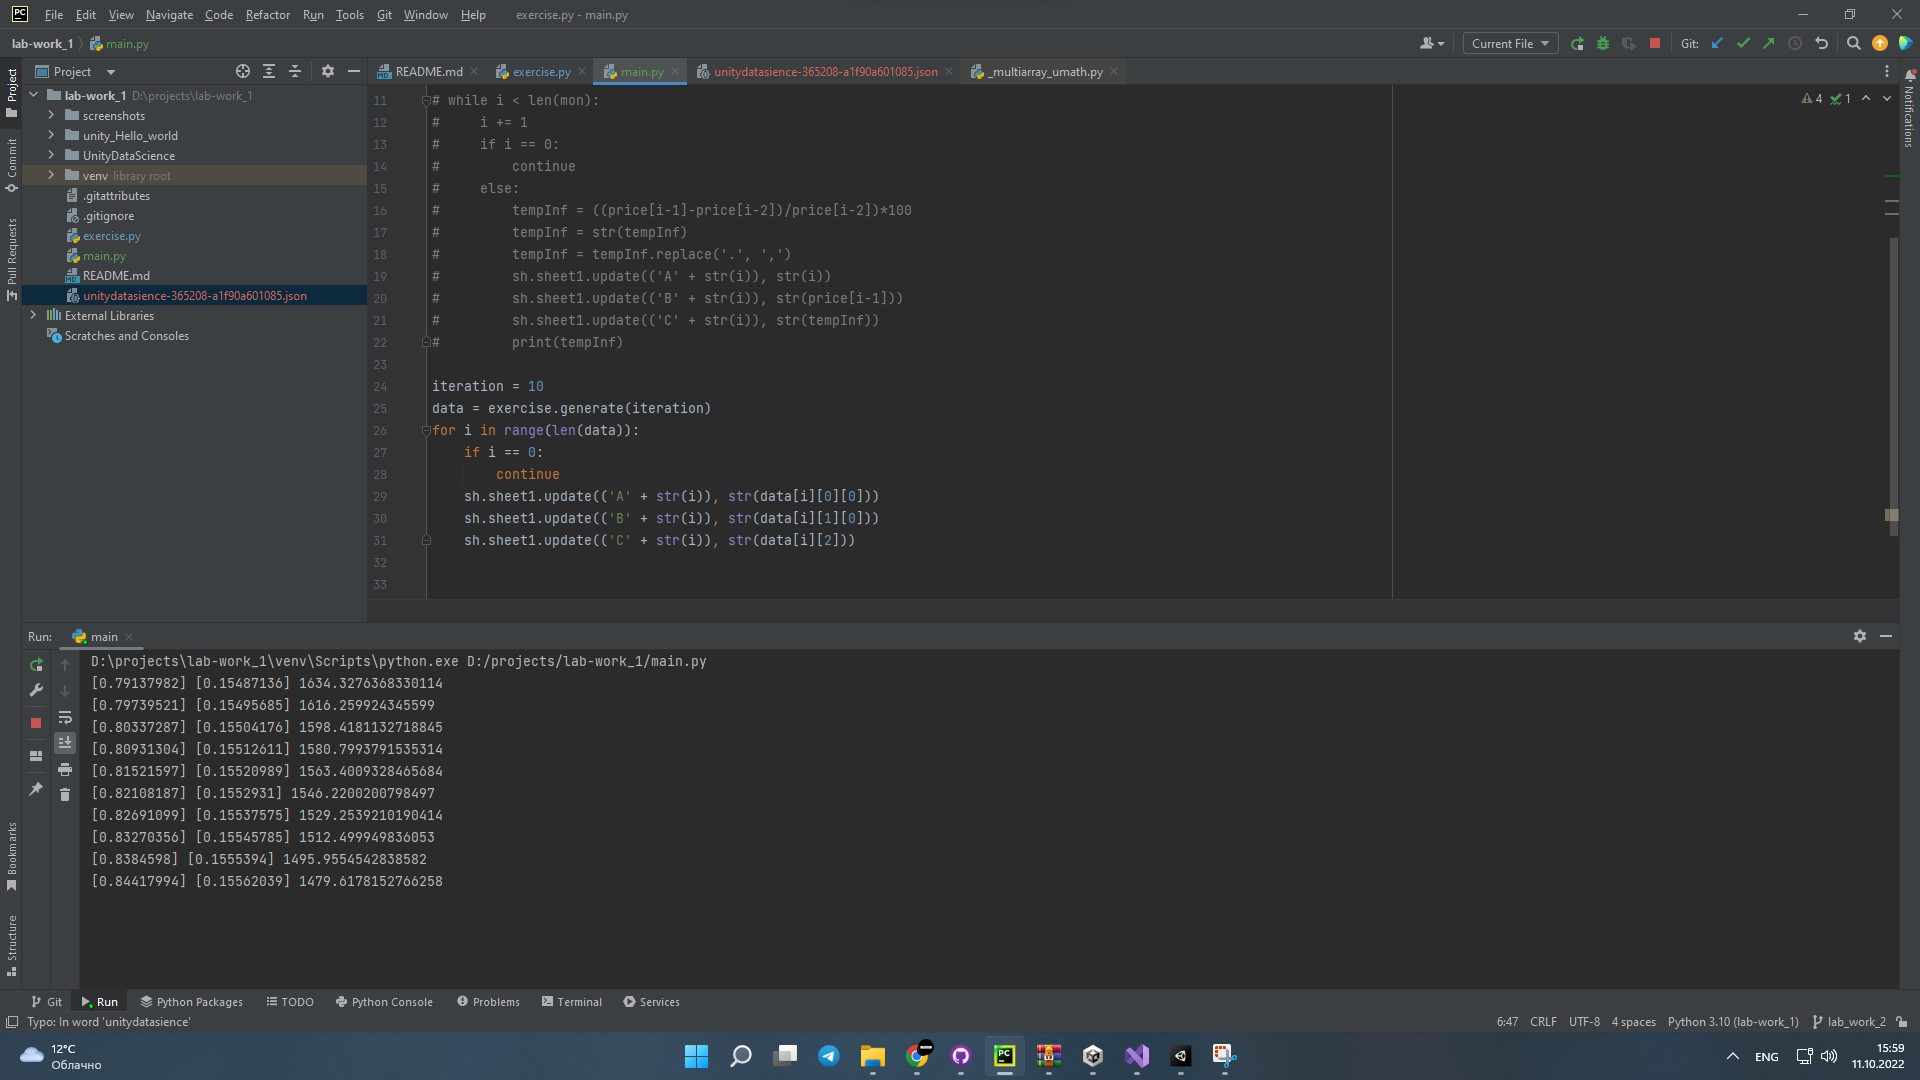 PC File Edit View Navigate Code Refactor Run Tools Git Window Help exercise.py - main.py
lab-work_1 main.py Current File Git:
Project README.md exercise.py main.py unitydatasience-365208-a1f90a601085.json _multiarray_umath.py
lab-work_1 D:\projects\lab-work_1
screenshots
unity_Hello_world
UnityDataScience
venv library root
.gitattributes
.gitignore
exercise.py
main.py
README.md
unitydatasience-365208-a1f90a601085.json
External Libraries
Scratches and Consoles
Project
Commit
Pull Requests
Bookmarks
Structure
Notifications
4 1
11 # while i < len(mon):
12 #     i += 1
13 #     if i == 0:
14 #         continue
15 #     else:
16 #         tempInf = ((price[i-1]-price[i-2])/price[i-2])*100
17 #         tempInf = str(tempInf)
18 #         tempInf = tempInf.replace('.', ',')
19 #         sh.sheet1.update(('A' + str(i)), str(i))
20 #         sh.sheet1.update(('B' + str(i)), str(price[i-1]))
21 #         sh.sheet1.update(('C' + str(i)), str(tempInf))
22 #         print(tempInf)
23
24 iteration = 10
25 data = exercise.generate(iteration)
26 for i in range(len(data)):
27     if i == 0:
28         continue
29     sh.sheet1.update(('A' + str(i)), str(data[i][0][0]))
30     sh.sheet1.update(('B' + str(i)), str(data[i][1][0]))
31     sh.sheet1.update(('C' + str(i)), str(data[i][2]))
32
33
Run: main
D:\projects\lab-work_1\venv\Scripts\python.exe D:/projects/lab-work_1/main.py
[0.79137982] [0.15487136] 1634.3276368330114
[0.79739521] [0.15495685] 1616.259924345599
[0.80337287] [0.15504176] 1598.4181132718845
[0.80931304] [0.15512611] 1580.7993791535314
[0.81521597] [0.15520989] 1563.4009328465684
[0.82108187] [0.1552931] 1546.2200200798497
[0.82691099] [0.15537575] 1529.2539210190414
[0.83270356] [0.15545785] 1512.499949836053
[0.8384598] [0.1555394] 1495.9554542838582
[0.84417994] [0.15562039] 1479.6178152766258
Git Run Python Packages TODO Python Console Problems Terminal Services
Typo: In word 'unitydatasience' 6:47 CRLF UTF-8 4 spaces Python 3.10 (lab-work_1) lab_work_2
12°C
Облачно
PC
ENG
15:59
11.10.2022